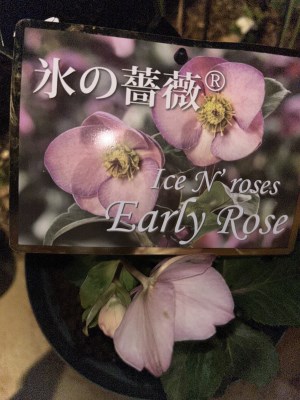 氷の薔薇®
Ice N' roses
Early Rose